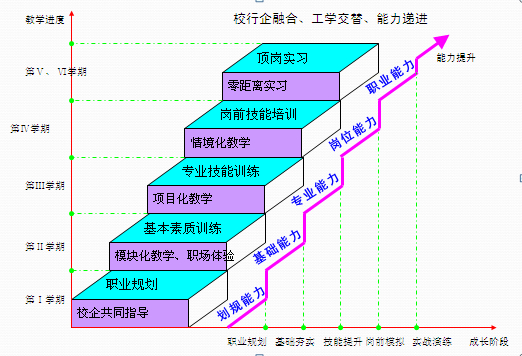 教学进度
校行企融合、工学交替、能力递进
能力提升
第Ⅴ、Ⅵ学期
顶岗实习
零距离实习
职业能力
第Ⅳ学期
岗前技能培训
情境化教学
岗位能力
第Ⅲ学期
专业技能训练
项目化教学
专业能力
第Ⅱ学期
基本素质训练
模块化教学、职场体验
基础能力
第Ⅰ学期
职业规划
校企共同指导
划规能力
职业规划 基础夯实 技能提升 岗前模拟 实战演练 成长阶段